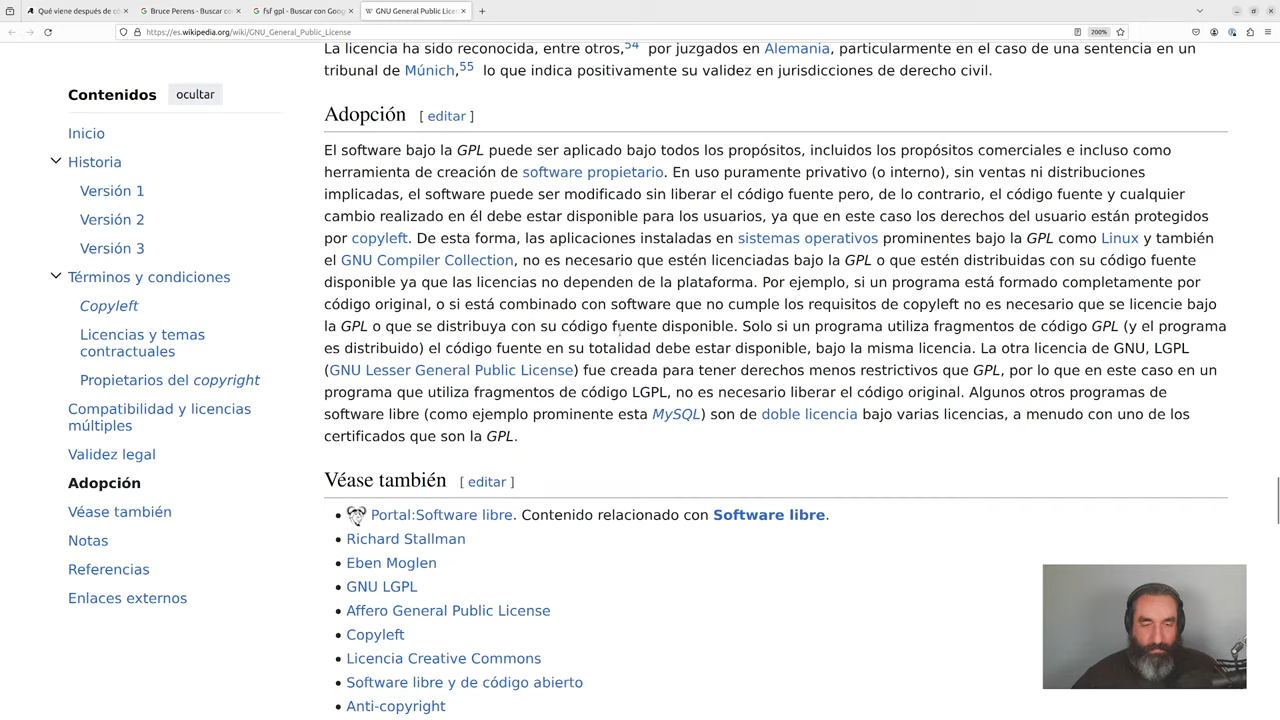 Qué viene después de có
Bruce Perens - Buscar co
fsf gpl - Buscar con Goog
W GNU General Public Lice
https://es.wikipedia.org/wiki/GNU_General_Public_License
200%
La licencia ha sido reconocida, entre otros,54 por juzgados en Alemania, particularmente en el caso de una sentencia en un
tribunal de Múnich,55 lo que indica positivamente su validez en jurisdicciones de derecho civil.
Contenidos ocultar
Inicio
Historia
Versión 1
Versión 2
Versión 3
Términos y condiciones
Copyleft
Licencias y temas
contractuales
Propietarios del copyright
Compatibilidad y licencias
múltiples
Validez legal
Adopción
Véase también
Notas
Referencias
Enlaces externos
Adopción [ editar ]
El software bajo la GPL puede ser aplicado bajo todos los propósitos, incluidos los propósitos comerciales e incluso como
herramienta de creación de software propietario. En uso puramente privativo (o interno), sin ventas ni distribuciones
implicadas, el software puede ser modificado sin liberar el código fuente pero, de lo contrario, el código fuente y cualquier
cambio realizado en él debe estar disponible para los usuarios, ya que en este caso los derechos del usuario están protegidos
por copyleft. De esta forma, las aplicaciones instaladas en sistemas operativos prominentes bajo la GPL como Linux y también
el GNU Compiler Collection, no es necesario que estén licenciadas bajo la GPL o que estén distribuidas con su código fuente
disponible ya que las licencias no dependen de la plataforma. Por ejemplo, si un programa está formado completamente por
código original, o si está combinado con software que no cumple los requisitos de copyleft no es necesario que se licencie bajo
la GPL o que se distribuya con su código fuente disponible. Solo si un programa utiliza fragmentos de código GPL (y el programa
es distribuido) el código fuente en su totalidad debe estar disponible, bajo la misma licencia. La otra licencia de GNU, LGPL
(GNU Lesser General Public License) fue creada para tener derechos menos restrictivos que GPL, por lo que en este caso en un
programa que utiliza fragmentos de código LGPL, no es necesario liberar el código original. Algunos otros programas de
software libre (como ejemplo prominente esta MySQL) son de doble licencia bajo varias licencias, a menudo con uno de los
certificados que son la GPL.
Véase también [ editar ]
Portal:Software libre. Contenido relacionado con Software libre.
Richard Stallman
Eben Moglen
GNU LGPL
Affero General Public License
Copyleft
Licencia Creative Commons
Software libre y de código abierto
Anti-copyright